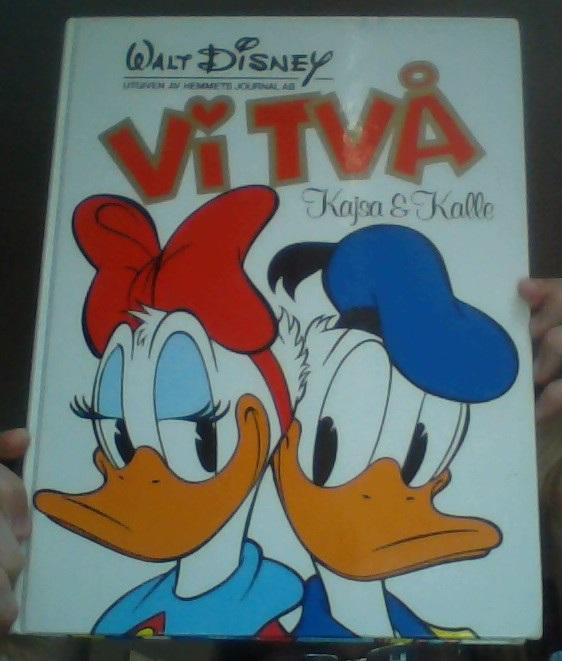 WALT DISNEY
UTGIVEN AV HEMMETS JOURNAL AB
Vi TVÅ
Kajsa & Kalle